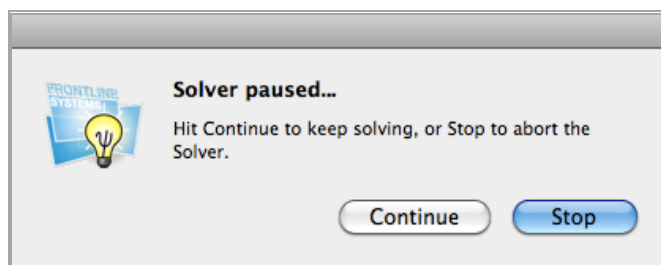 FRONTLINE
SYSTEMS
Solver paused...
Hit Continue to keep solving, or Stop to abort the
Solver.
Continue Stop